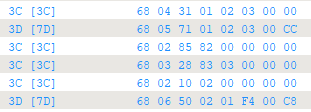 3C [3C] 68 04 31 01 02 03 00 00
3D [7D] 68 05 71 01 02 03 00 CC
3C [3C] 68 02 85 82 00 00 00 00
3C [3C] 68 03 28 83 03 00 00 00
3C [3C] 68 02 10 02 00 00 00 00
3D [7D] 68 06 50 02 01 F4 00 C8